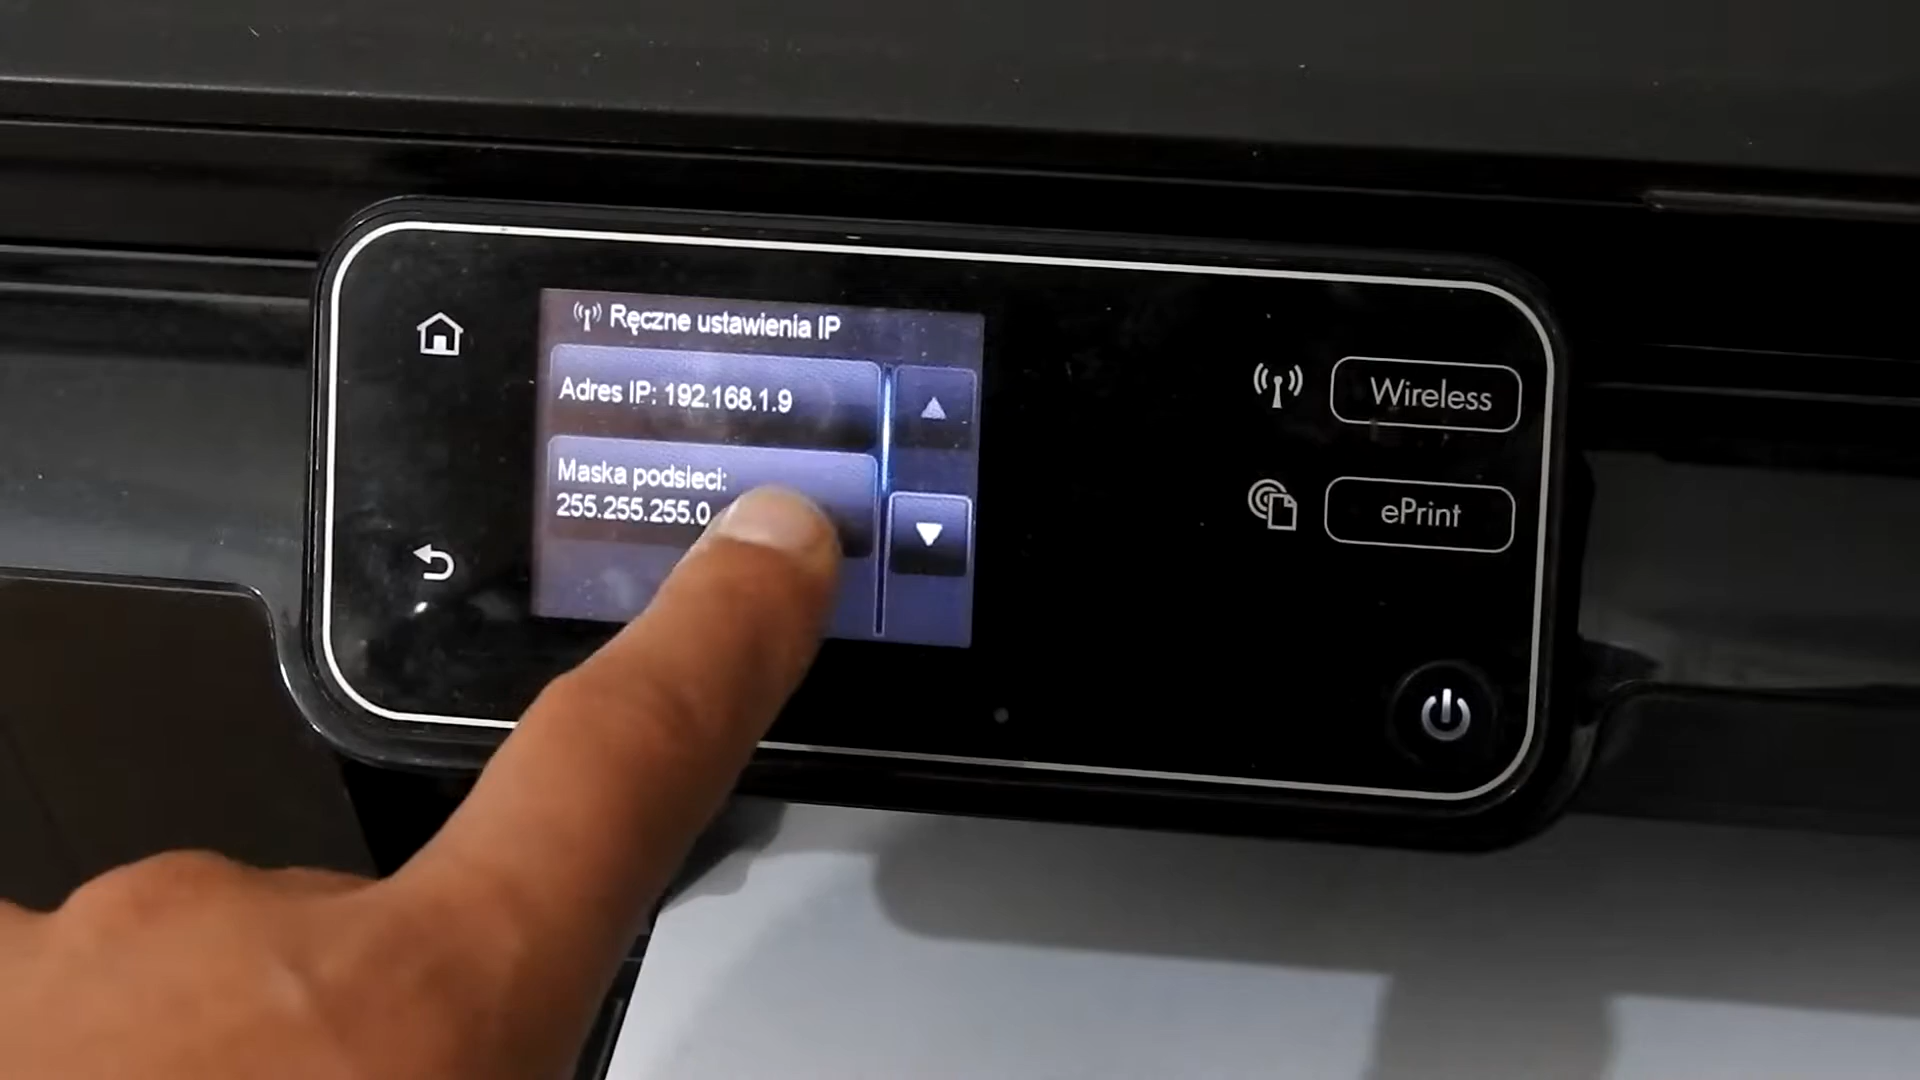 Ręczne ustawienia IP
Adres IP: 192.168.1.9
Maska podsieci:
255.255.255.0
Wireless
ePrint